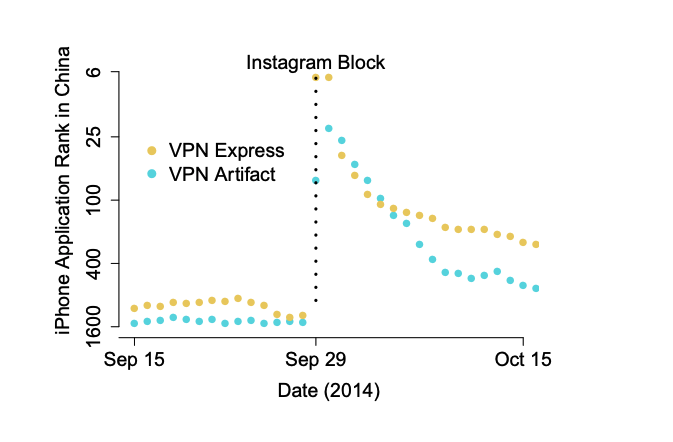 Instagram Block
iPhone Application Rank in China
6
25
100
400
1600
VPN Express
VPN Artifact
Sep 15
Sep 29
Oct 15
Date (2014)